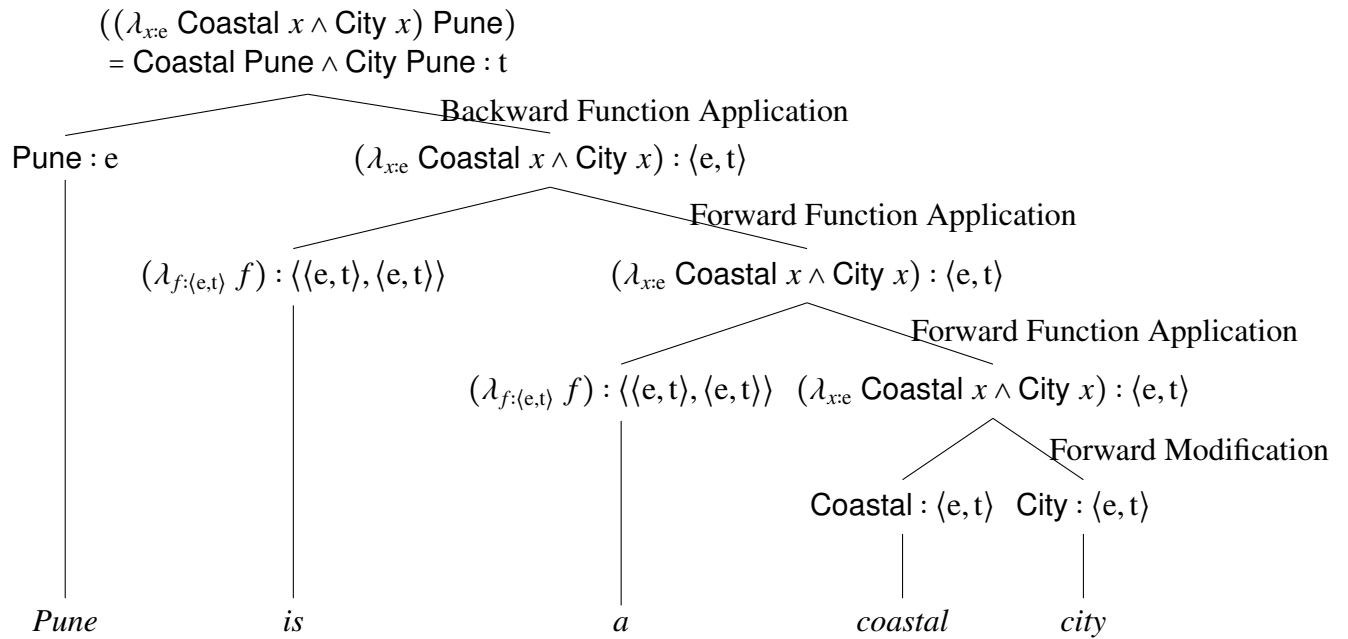 ((λx:e Coastal x ∧ City x) Pune)
= Coastal Pune ∧ City Pune : t
Backward Function Application
Pune : e
(λx:e Coastal x ∧ City x) : ⟨e, t⟩
Forward Function Application
(λf:⟨e,t⟩ f) : ⟨⟨e, t⟩, ⟨e, t⟩⟩
(λx:e Coastal x ∧ City x) : ⟨e, t⟩
Forward Function Application
(λf:⟨e,t⟩ f) : ⟨⟨e, t⟩, ⟨e, t⟩⟩
(λx:e Coastal x ∧ City x) : ⟨e, t⟩
Forward Modification
Coastal : ⟨e, t⟩
City : ⟨e, t⟩
Pune is a coastal city